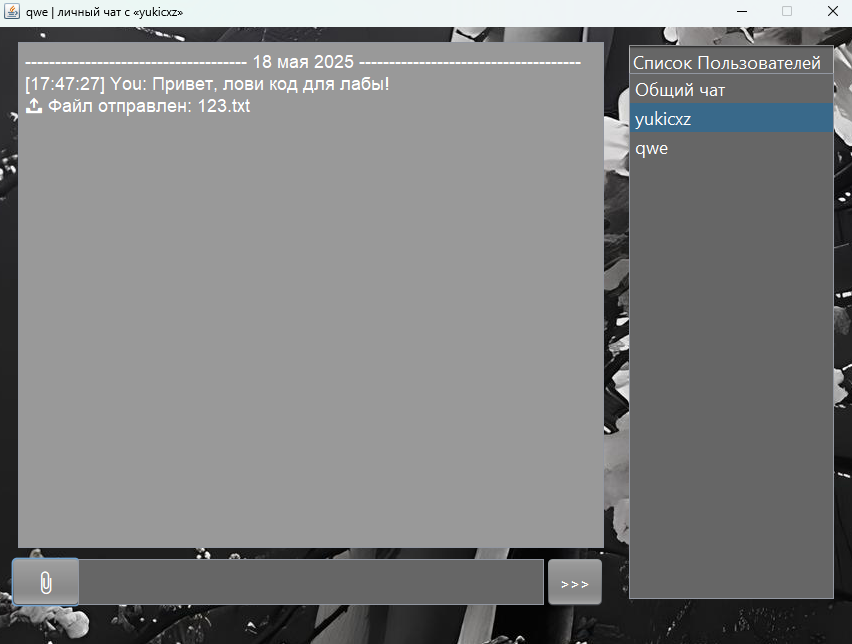 qwe | личный чат с «yukicxz»
------------------------------------- 18 мая 2025 -------------------------------------
[17:47:27] You: Привет, лови код для лабы!
Файл отправлен: 123.txt
Список Пользователей
Общий чат
yukicxz
qwe
>>>